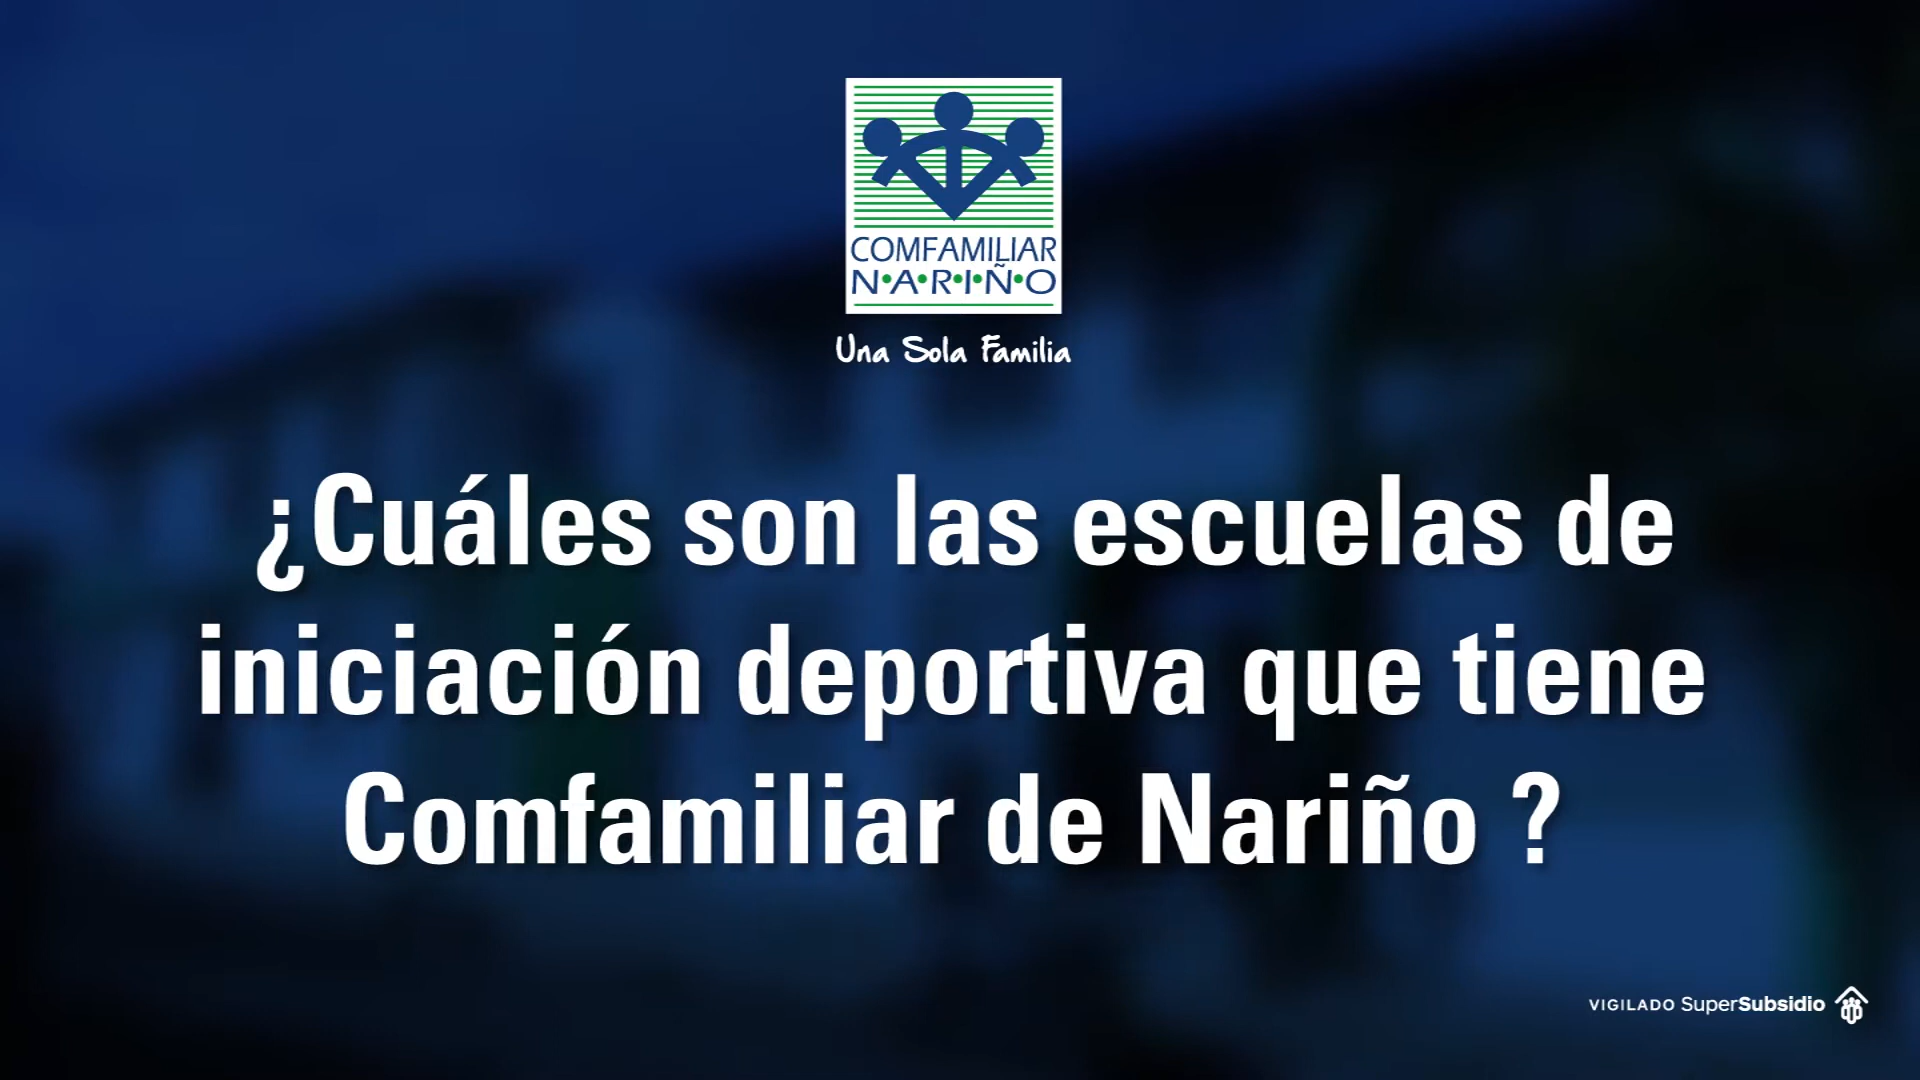 COMFAMILIAR
N•A•R•I•Ñ•O
Una Sola Familia
¿Cuáles son las escuelas de
iniciación deportiva que tiene
Comfamiliar de Nariño ?
VIGILADO SuperSubsidio